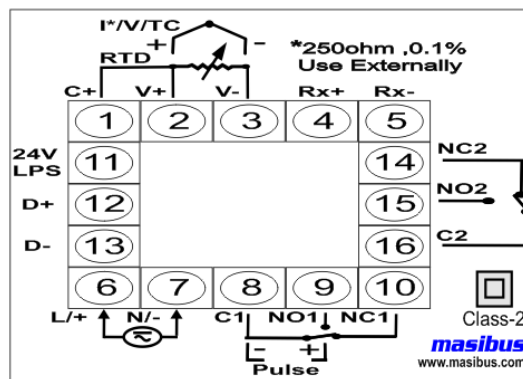 I*/V/TC
+ -
*250ohm ,0.1%
Use Externally
RTD
C+ V+ V- Rx+ Rx-
1 2 3 4 5
24V
LPS
11 14 NC2
D+ 12 15 NO2
D- 13 16 C2
6 7 8 9 10
L/+ N/- C1 NO1 NC1
- +
Pulse
Class-2
masibus
www.masibus.com